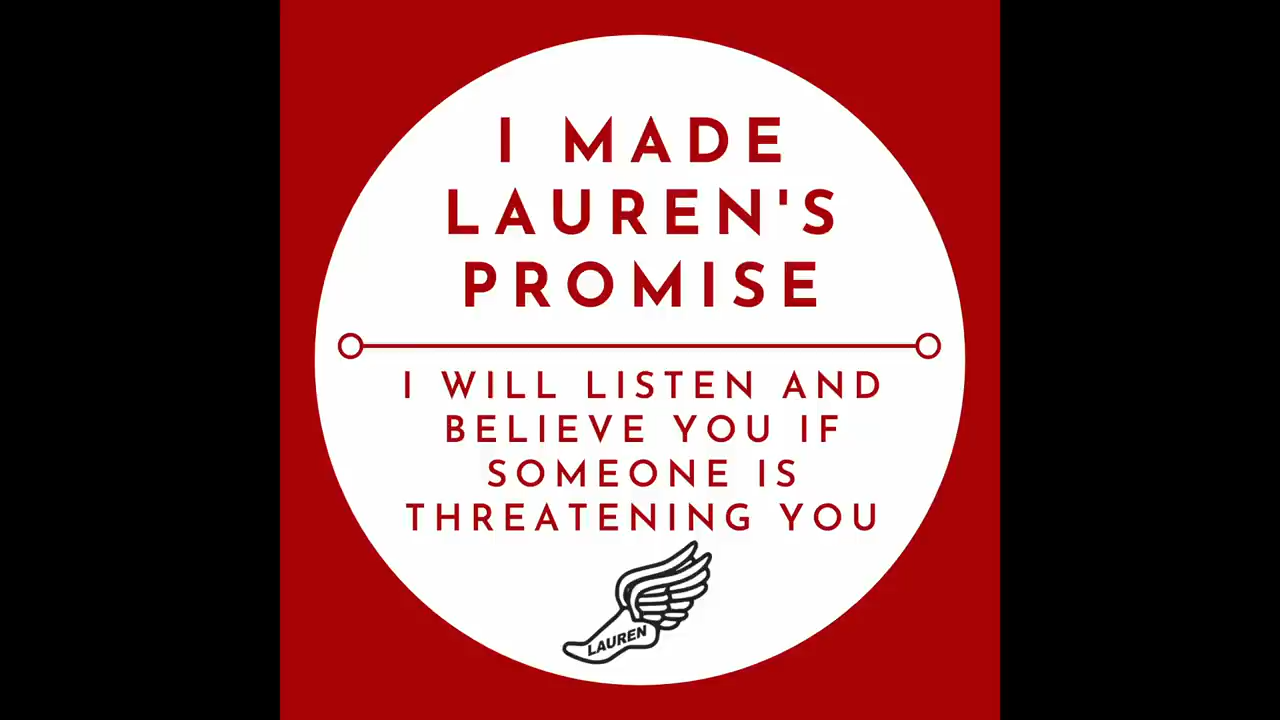 I MADE
LAUREN'S
PROMISE
I WILL LISTEN AND
BELIEVE YOU IF
SOMEONE IS
THREATENING YOU
LAUREN